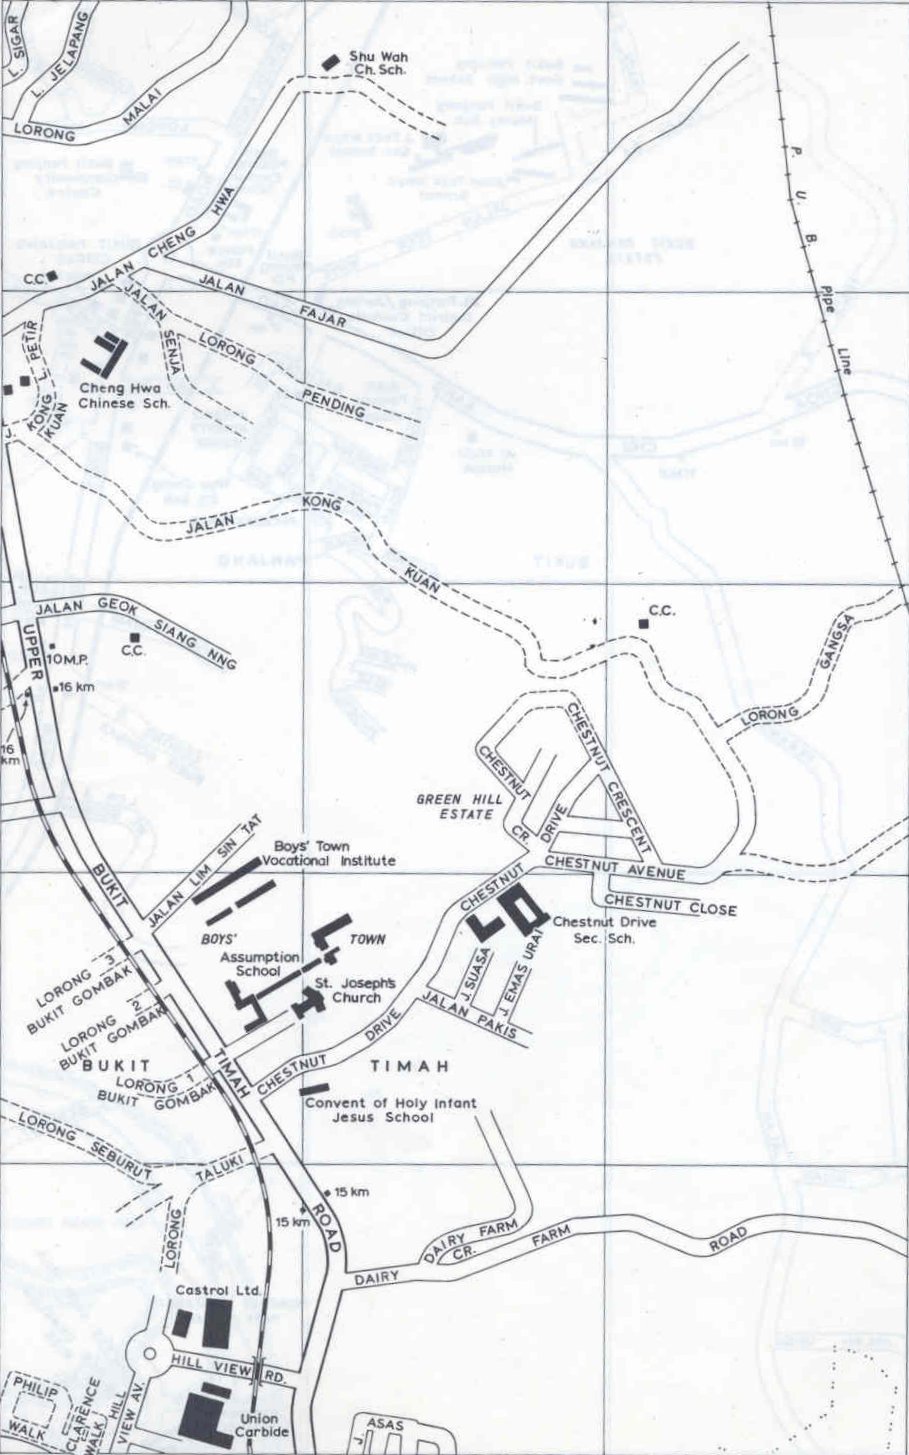 L. SIGAR
L. JELAPANG
LORONG MALAI
Shu Wah
Ch. Sch.
P. U. B. Pipe Line
JALAN CHENG HWA
C.C.
JALAN FAJAR
JALAN SENJA
LORONG PENDING
L. PETIR
Cheng Hwa
Chinese Sch.
J. KONG
KUAN
JALAN KONG KUAN
JALAN GEOK SIANG NNG
C.C.
C.C.
UPPER BUKIT TIMAH ROAD
10 M.P.
16 km
16
km
LORONG GANGSA
CHESTNUT CR.
CHESTNUT CRESCENT
GREEN HILL
ESTATE
DRIVE
CHESTNUT AVENUE
CHESTNUT CLOSE
JALAN LIM SIN TAT
Boys' Town
Vocational Institute
CHESTNUT
Chestnut Drive
Sec. Sch.
BOYS' TOWN
Assumption
School
St. Joseph's
Church
J. SUASA
J. EMAS URAI
JALAN PAKIS
LORONG 3
BUKIT GOMBAK
LORONG 2
BUKIT GOMBAK
LORONG 1
BUKIT GOMBAK
BUKIT TIMAH
CHESTNUT DRIVE
Convent of Holy Infant
Jesus School
LORONG SEBURUT
LORONG TALUKI
15 km
15 km
DAIRY FARM
CR.
DAIRY FARM ROAD
Castrol Ltd.
HILL VIEW RD.
HILL
VIEW AV.
PHILIP
WALK
CLARENCE
WALK
Union
Carbide
J. ASAS